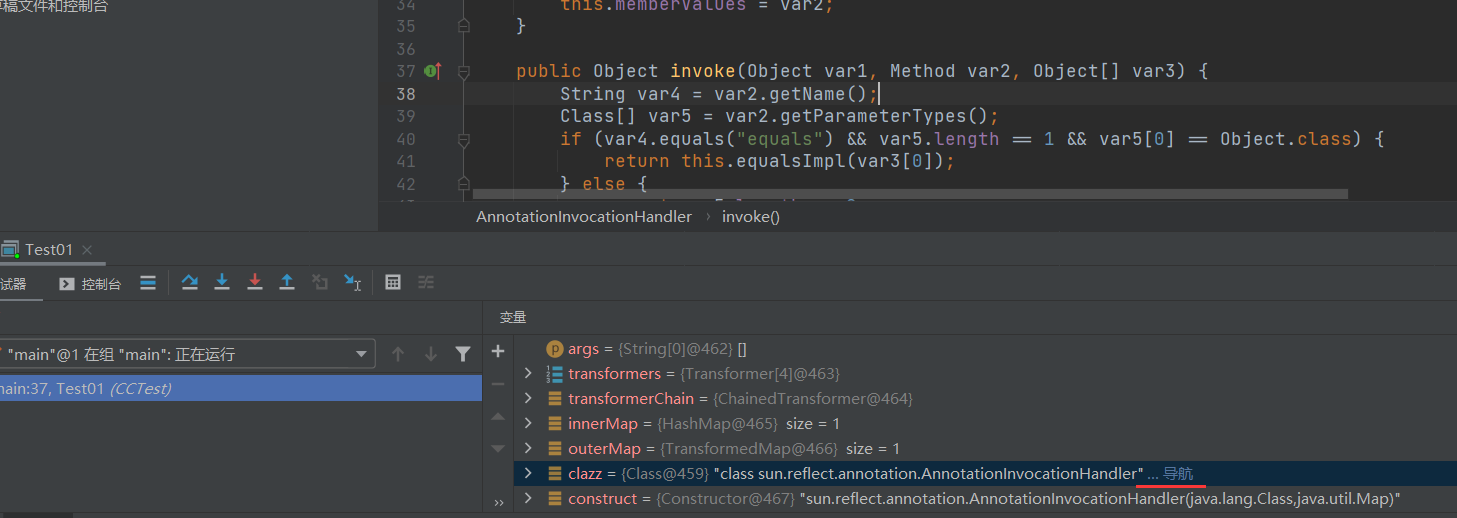 稿文件和控制台
34 this.memberValues = var2;
35 }
36
37 public Object invoke(Object var1, Method var2, Object[] var3) {
38 String var4 = var2.getName();
39 Class[] var5 = var2.getParameterTypes();
40 if (var4.equals("equals") && var5.length == 1 && var5[0] == Object.class) {
41 return this.equalsImpl(var3[0]);
42 } else {
AnnotationInvocationHandler › invoke()
Test01 ×
试器 控制台
变量
"main"@1 在组 "main": 正在运行
main:37, Test01 (CCTest)
args = {String[0]@462} []
transformers = {Transformer[4]@463}
transformerChain = {ChainedTransformer@464}
innerMap = {HashMap@465} size = 1
outerMap = {TransformedMap@466} size = 1
clazz = {Class@459} "class sun.reflect.annotation.AnnotationInvocationHandler" ... 导航
construct = {Constructor@467} "sun.reflect.annotation.AnnotationInvocationHandler(java.lang.Class,java.util.Map)"